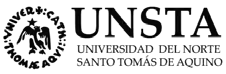 UNSTA
UNIVERSIDAD DEL NORTE
SANTO TOMÁS DE AQUINO